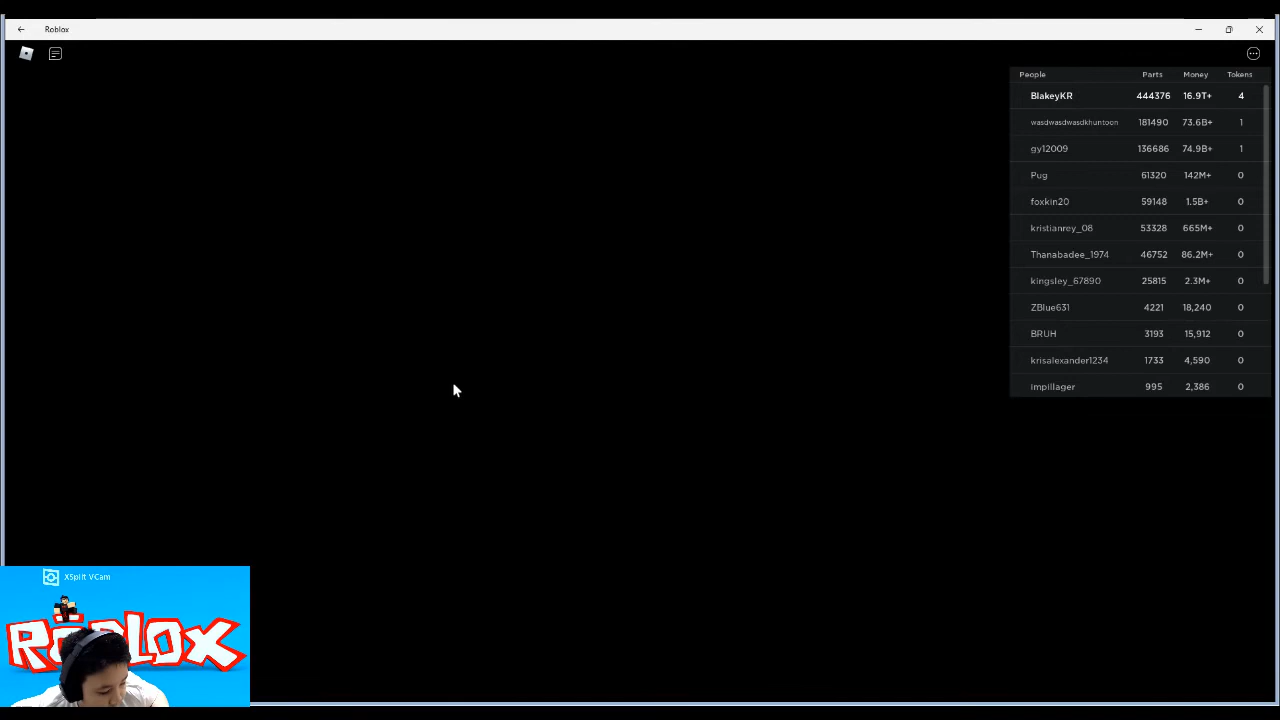 Roblox
People Parts Money Tokens
BlakeyKR 444376 16.9T+ 4
wasdwasdwasdkhuntoon 181490 73.6B+ 1
gy12009 136686 74.9B+ 1
Pug 61320 142M+ 0
foxkin20 59148 1.5B+ 0
kristianrey_08 53328 665M+ 0
Thanabadee_1974 46752 86.2M+ 0
kingsley_67890 25815 2.3M+ 0
ZBlue631 4221 18,240 0
BRUH 3193 15,912 0
krisalexander1234 1733 4,590 0
Impillager 995 2,386 0
XSplit VCam
ROBLOX